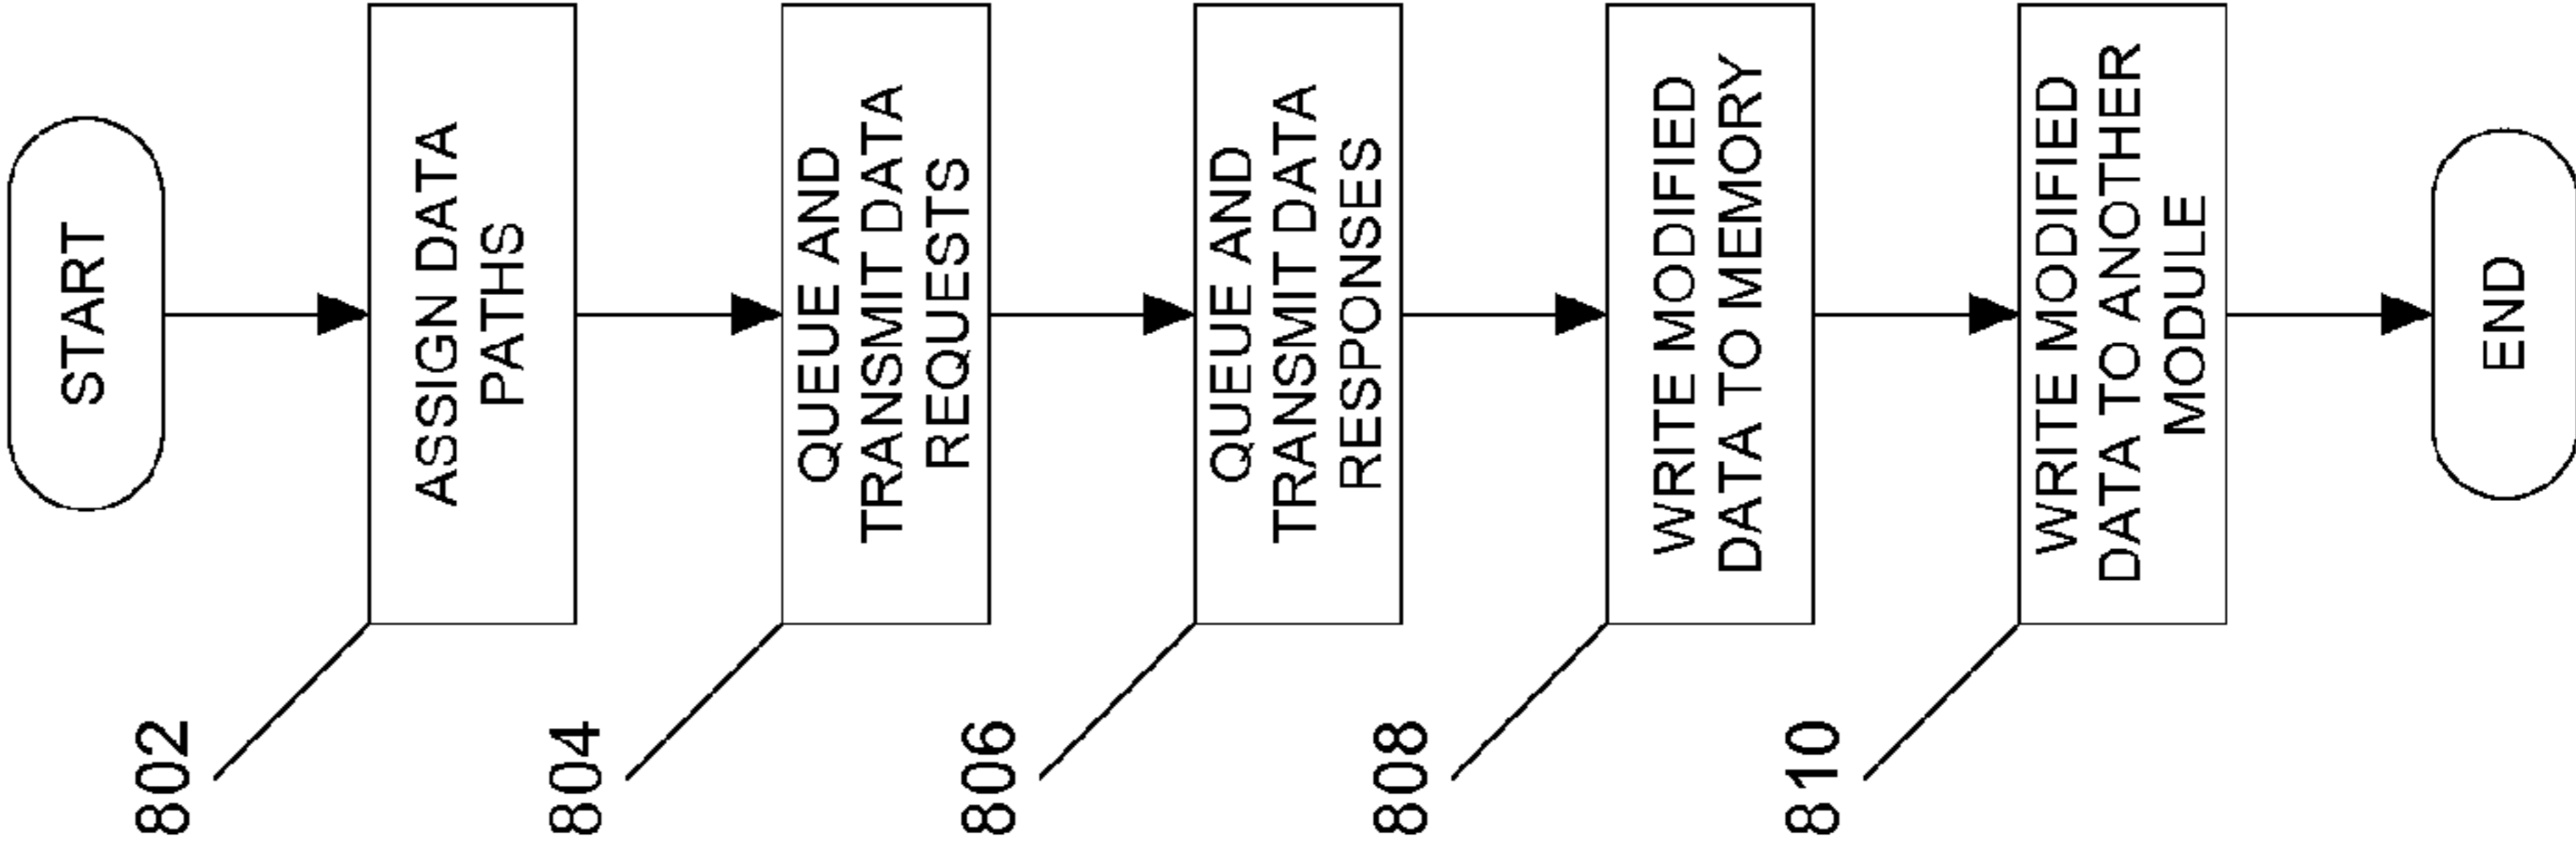 START
802
ASSIGN DATA
PATHS
804
QUEUE AND
TRANSMIT DATA
REQUESTS
806
QUEUE AND
TRANSMIT DATA
RESPONSES
808
WRITE MODIFIED
DATA TO MEMORY
810
WRITE MODIFIED
DATA TO ANOTHER
MODULE
END